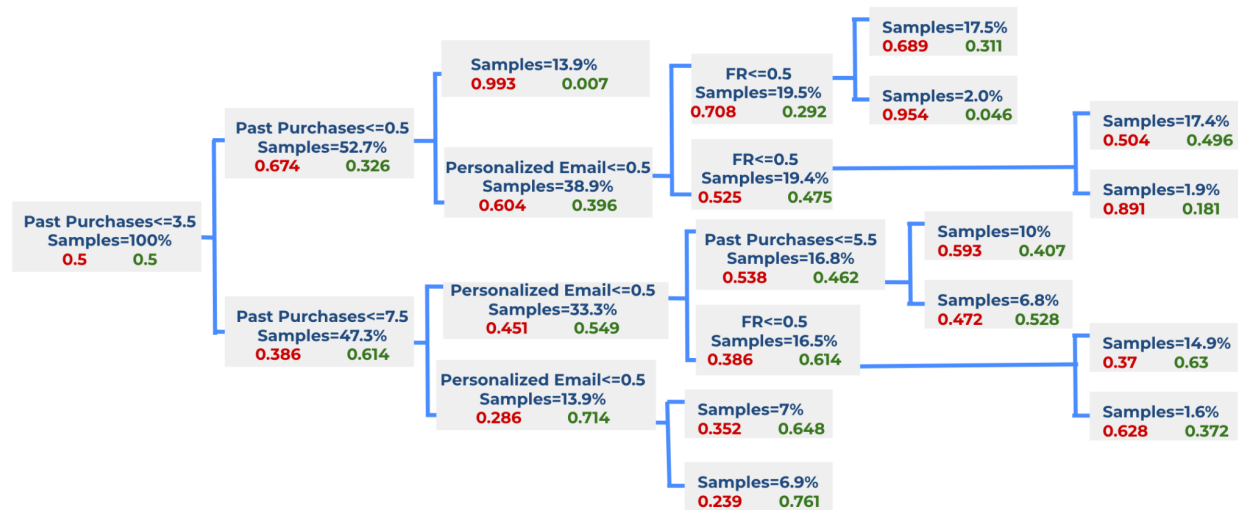 Past Purchases<=3.5
Samples=100%
0.5 0.5
Past Purchases<=0.5
Samples=52.7%
0.674 0.326
Past Purchases<=7.5
Samples=47.3%
0.386 0.614
Samples=13.9%
0.993 0.007
Personalized Email<=0.5
Samples=38.9%
0.604 0.396
Personalized Email<=0.5
Samples=33.3%
0.451 0.549
Personalized Email<=0.5
Samples=13.9%
0.286 0.714
FR<=0.5
Samples=19.5%
0.708 0.292
FR<=0.5
Samples=19.4%
0.525 0.475
Past Purchases<=5.5
Samples=16.8%
0.538 0.462
FR<=0.5
Samples=16.5%
0.386 0.614
Samples=7%
0.352 0.648
Samples=6.9%
0.239 0.761
Samples=17.5%
0.689 0.311
Samples=2.0%
0.954 0.046
Samples=10%
0.593 0.407
Samples=6.8%
0.472 0.528
Samples=17.4%
0.504 0.496
Samples=1.9%
0.891 0.181
Samples=14.9%
0.37 0.63
Samples=1.6%
0.628 0.372